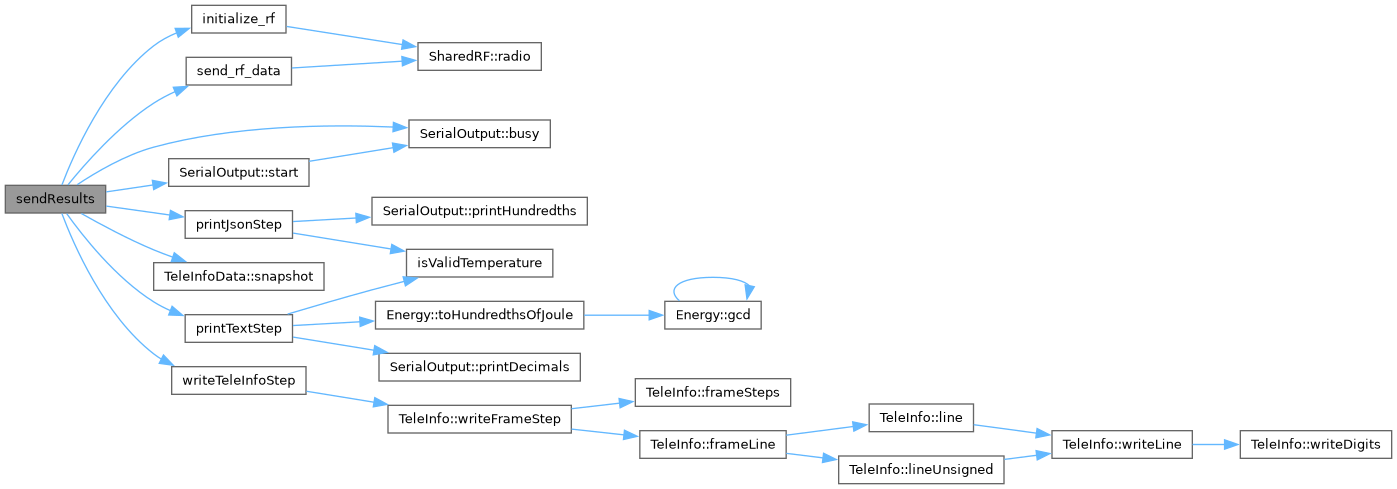 initialize_rf
SharedRF::radio
send_rf_data
SerialOutput::busy
SerialOutput::start
sendResults
printJsonStep
SerialOutput::printHundredths
isValidTemperature
TeleInfoData::snapshot
printTextStep
Energy::toHundredthsOfJoule
Energy::gcd
SerialOutput::printDecimals
writeTeleInfoStep
TeleInfo::writeFrameStep
TeleInfo::frameSteps
TeleInfo::frameLine
TeleInfo::line
TeleInfo::lineUnsigned
TeleInfo::writeLine
TeleInfo::writeDigits